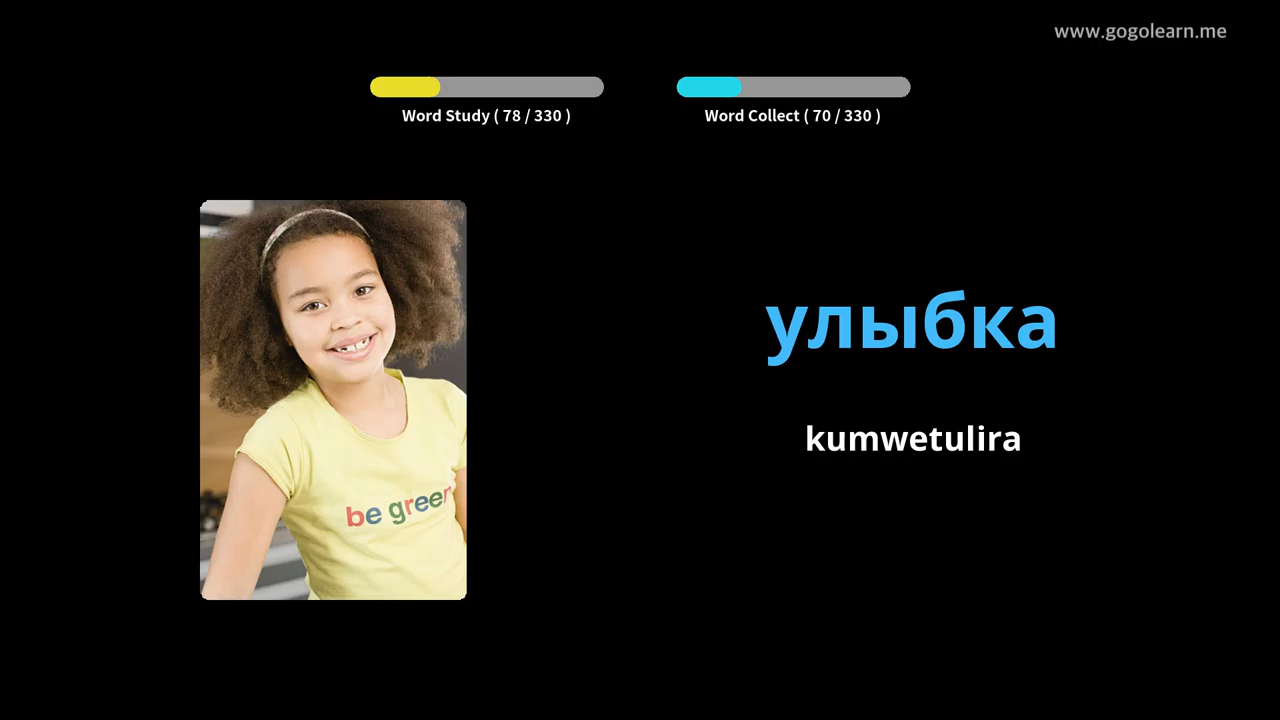 www.gogolearn.me
Word Study ( 78 / 330 )
Word Collect ( 70 / 330 )
улыбка
kumwetulira
be green